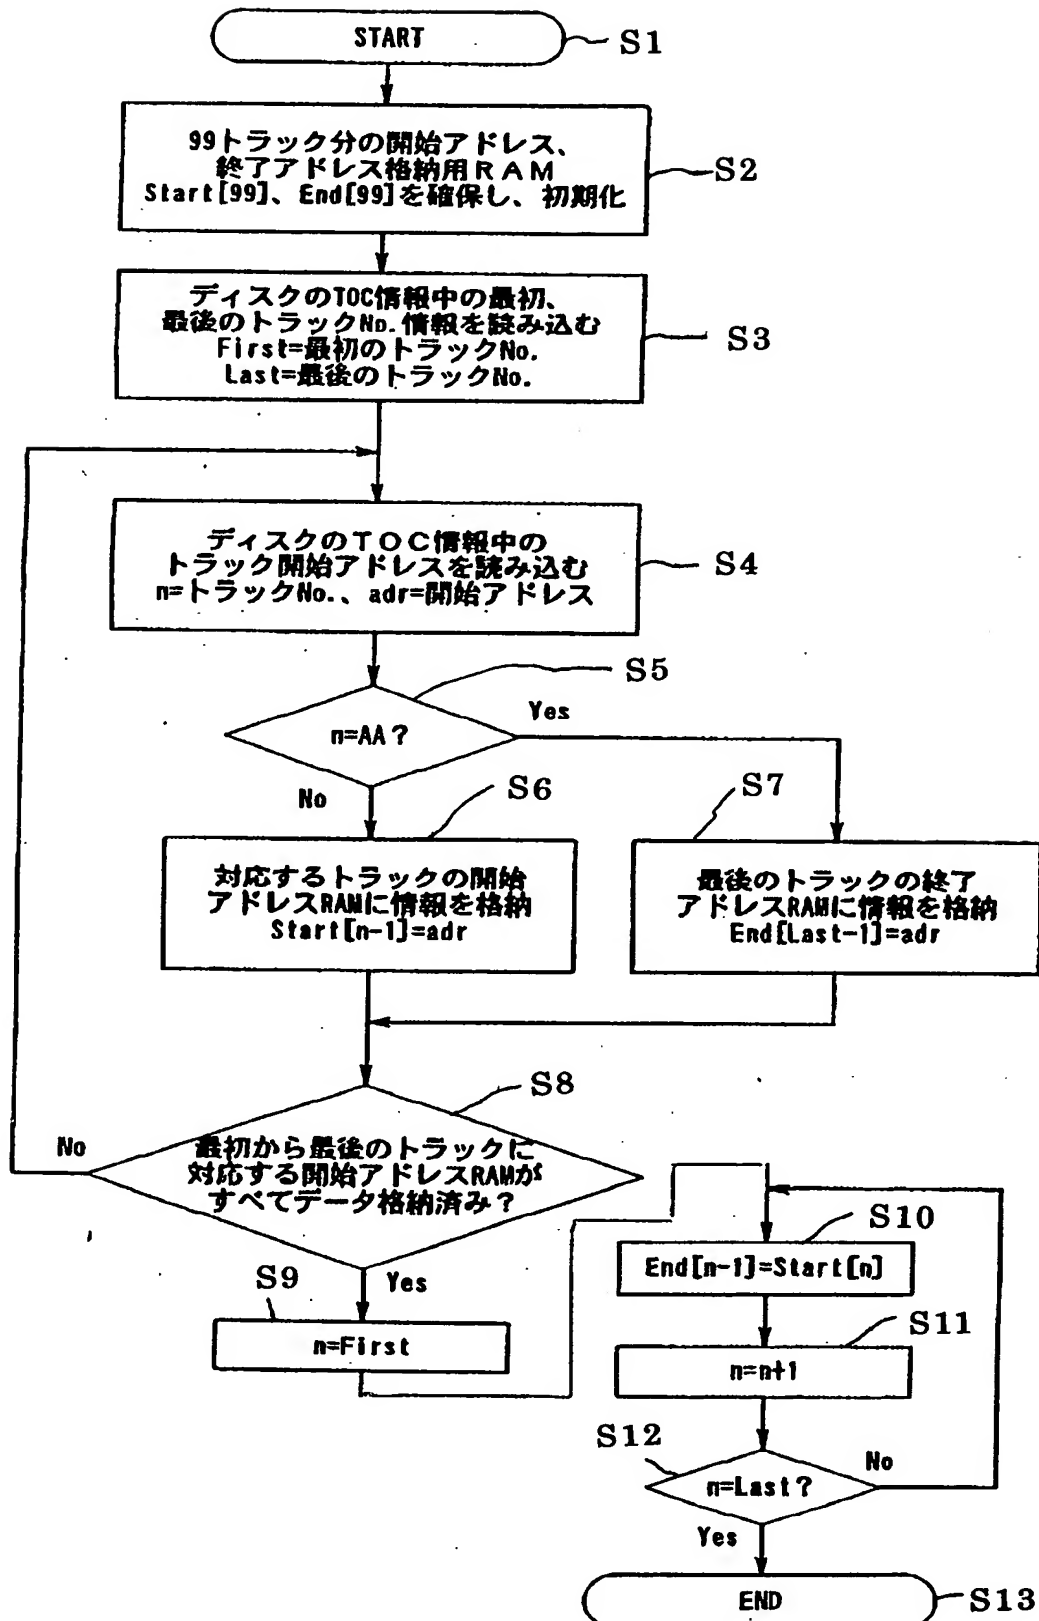 START
S1
99トラック分の開始アドレス、
終了アドレス格納用RAM
Start[99]、End[99]を確保し、初期化
S2
ディスクのTOC情報中の最初、
最後のトラックNo.情報を読み込む
First=最初のトラックNo.
Last=最後のトラックNo.
S3
ディスクのTOC情報中の
トラック開始アドレスを読み込む
n=トラックNo.、adr=開始アドレス
S4
S5
n=AA?
Yes
No
S6
対応するトラックの開始
アドレスRAMに情報を格納
Start[n-1]=adr
S7
最後のトラックの終了
アドレスRAMに情報を格納
End[Last-1]=adr
S8
No
最初から最後のトラックに
対応する開始アドレスRAMが
すべてデータ格納済み?
Yes
S9
n=First
S10
End[n-1]=Start[n]
S11
n=n+1
S12
n=Last?
No
Yes
END
S13